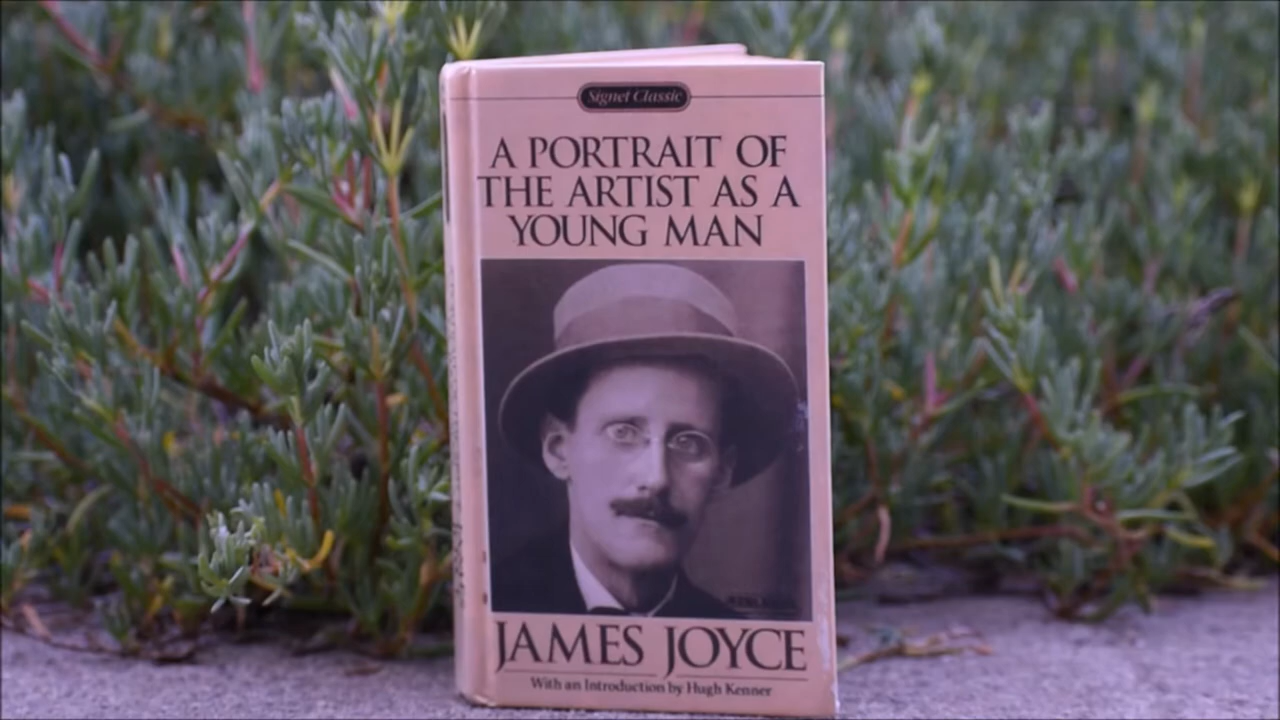 Signet Classic
A PORTRAIT OF
THE ARTIST AS A
YOUNG MAN
JAMES JOYCE
With an Introduction by Hugh Kenner